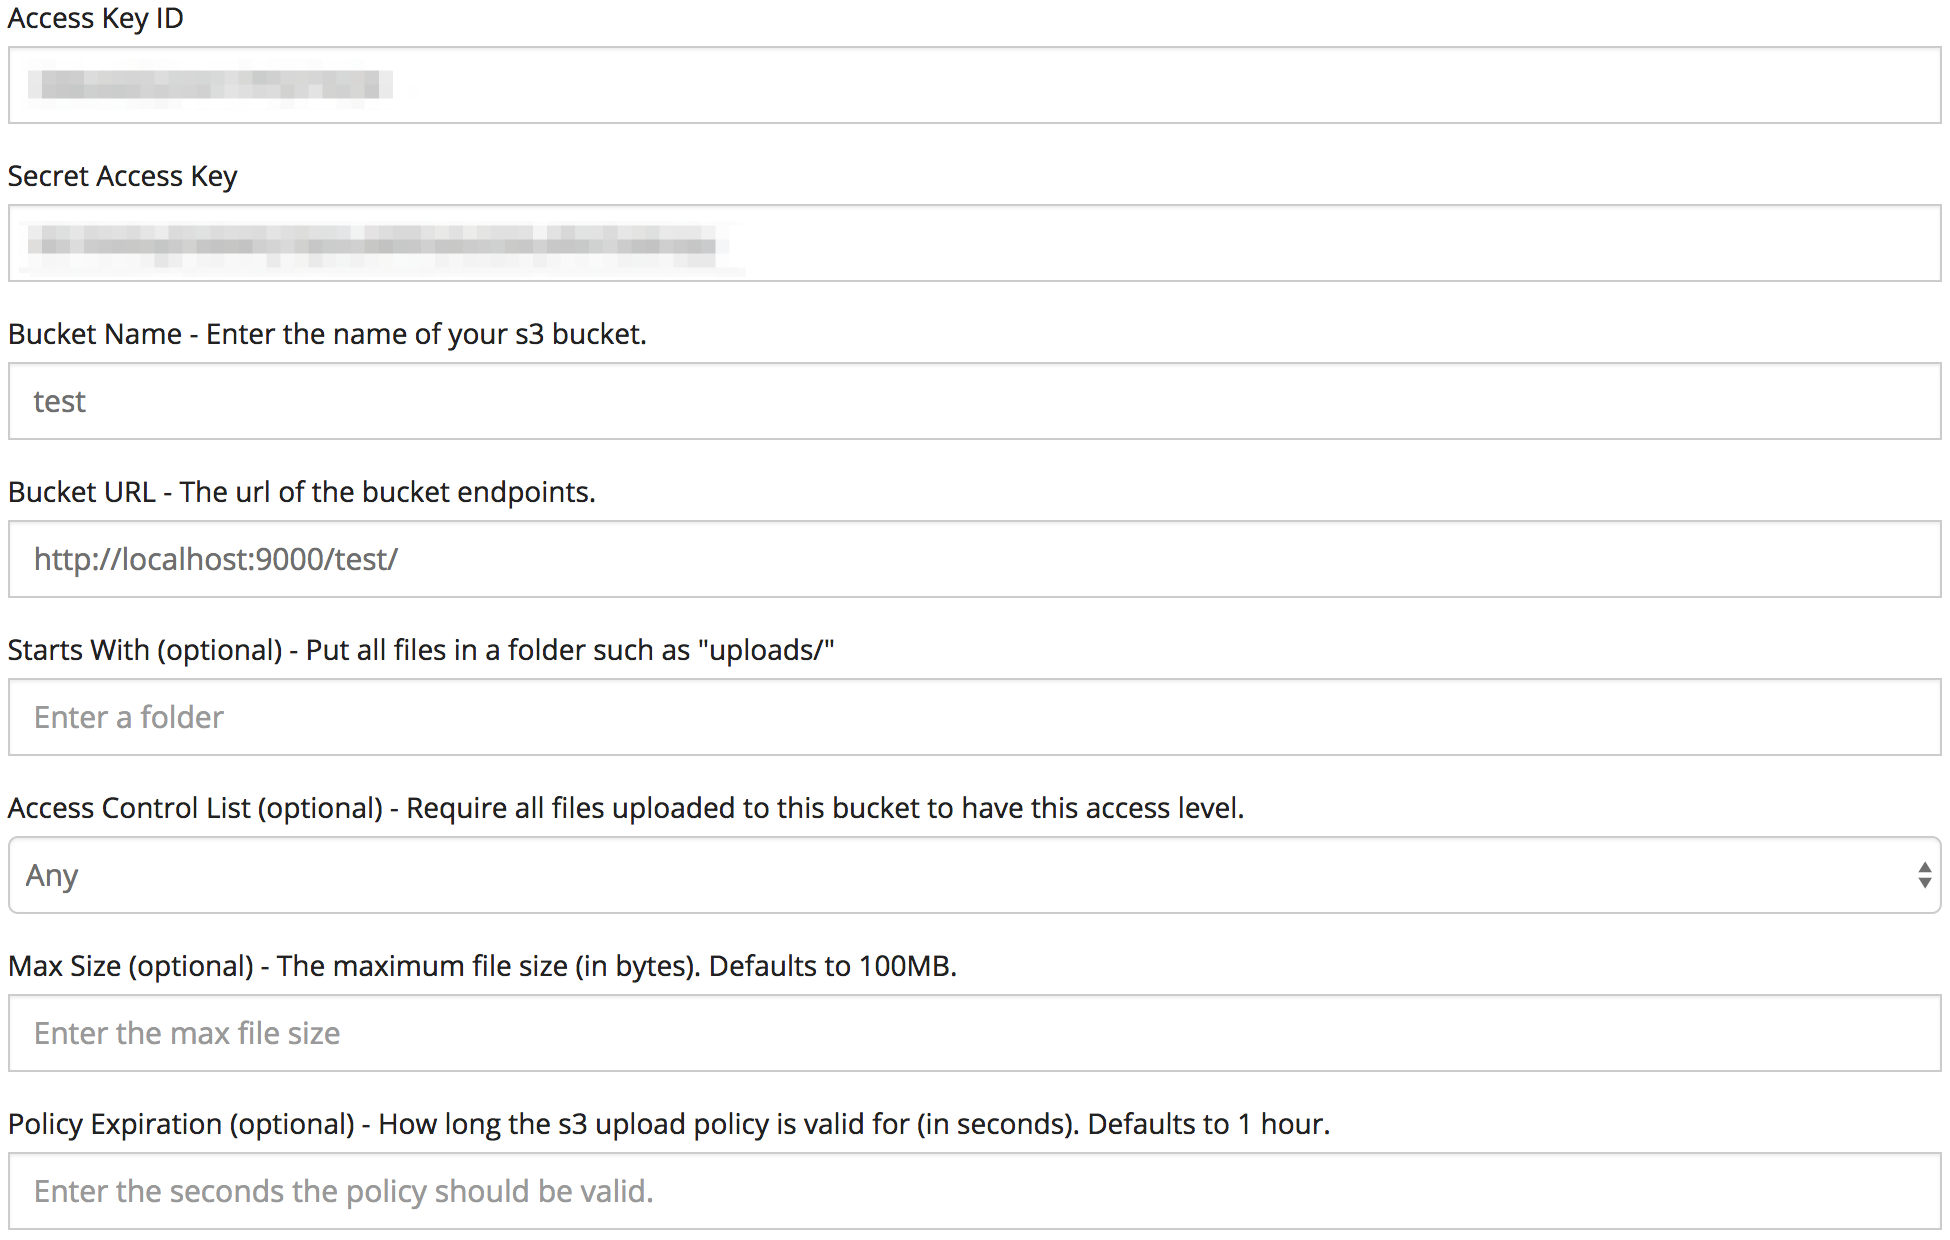 Access Key ID
Secret Access Key
Bucket Name - Enter the name of your s3 bucket.
test
Bucket URL - The url of the bucket endpoints.
http://localhost:9000/test/
Starts With (optional) - Put all files in a folder such as "uploads/"
Enter a folder
Access Control List (optional) - Require all files uploaded to this bucket to have this access level.
Any
Max Size (optional) - The maximum file size (in bytes). Defaults to 100MB.
Enter the max file size
Policy Expiration (optional) - How long the s3 upload policy is valid for (in seconds). Defaults to 1 hour.
Enter the seconds the policy should be valid.